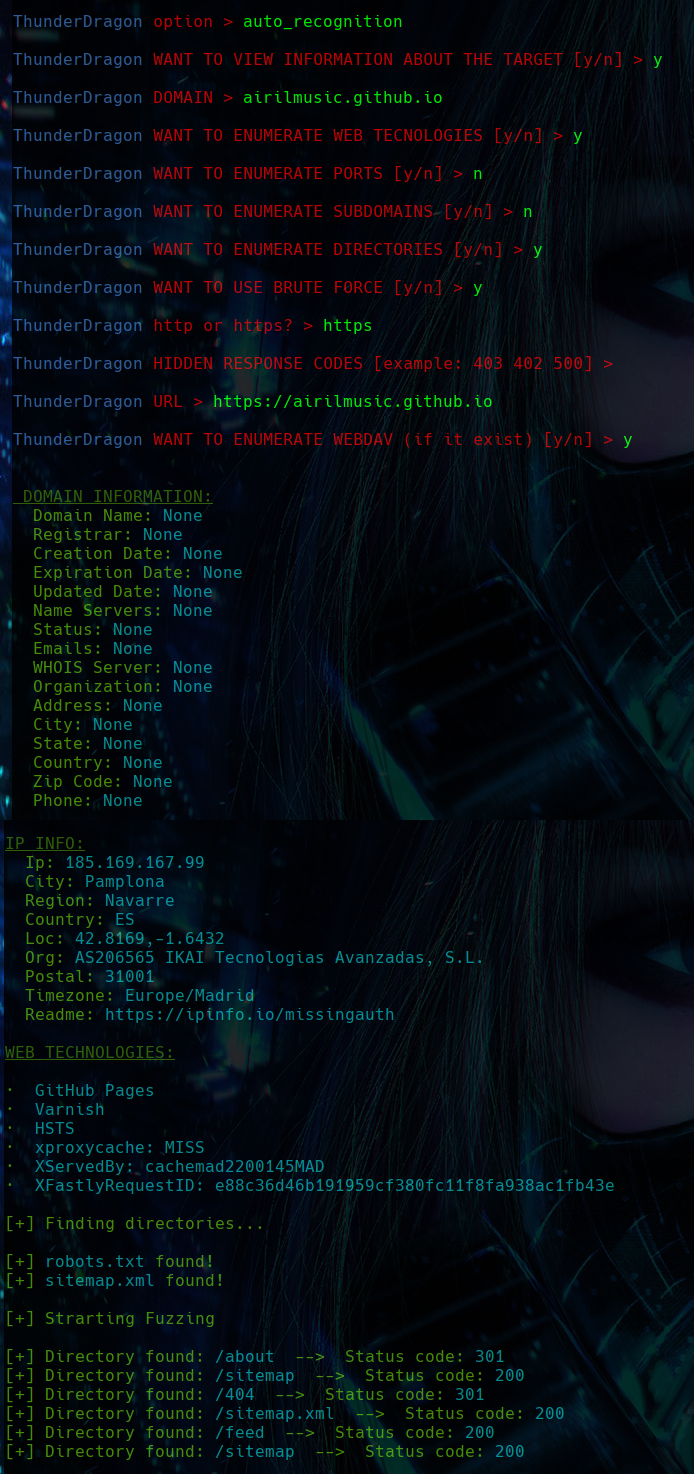 ThunderDragon option > auto_recognition
ThunderDragon WANT TO VIEW INFORMATION ABOUT THE TARGET [y/n] > y
ThunderDragon DOMAIN > airilmusic.github.io
ThunderDragon WANT TO ENUMERATE WEB TECNOLOGIES [y/n] > y
ThunderDragon WANT TO ENUMERATE PORTS [y/n] > n
ThunderDragon WANT TO ENUMERATE SUBDOMAINS [y/n] > n
ThunderDragon WANT TO ENUMERATE DIRECTORIES [y/n] > y
ThunderDragon WANT TO USE BRUTE FORCE [y/n] > y
ThunderDragon http or https? > https
ThunderDragon HIDDEN RESPONSE CODES [example: 403 402 500] >
ThunderDragon URL > https://airilmusic.github.io
ThunderDragon WANT TO ENUMERATE WEBDAV (if it exist) [y/n] > y
DOMAIN INFORMATION:
Domain Name: None
Registrar: None
Creation Date: None
Expiration Date: None
Updated Date: None
Name Servers: None
Status: None
Emails: None
WHOIS Server: None
Organization: None
Address: None
City: None
State: None
Country: None
Zip Code: None
Phone: None
IP INFO:
Ip: 185.169.167.99
City: Pamplona
Region: Navarre
Country: ES
Loc: 42.8169,-1.6432
Org: AS206565 IKAI Tecnologias Avanzadas, S.L.
Postal: 31001
Timezone: Europe/Madrid
Readme: https://ipinfo.io/missingauth
WEB TECHNOLOGIES:
· GitHub Pages
· Varnish
· HSTS
· xproxycache: MISS
· XServedBy: cachemad2200145MAD
· XFastlyRequestID: e88c36d46b191959cf380fc11f8fa938ac1fb43e
[+] Finding directories...
[+] robots.txt found!
[+] sitemap.xml found!
[+] Strarting Fuzzing
[+] Directory found: /about --> Status code: 301
[+] Directory found: /sitemap --> Status code: 200
[+] Directory found: /404 --> Status code: 301
[+] Directory found: /sitemap.xml --> Status code: 200
[+] Directory found: /feed --> Status code: 200
[+] Directory found: /sitemap --> Status code: 200